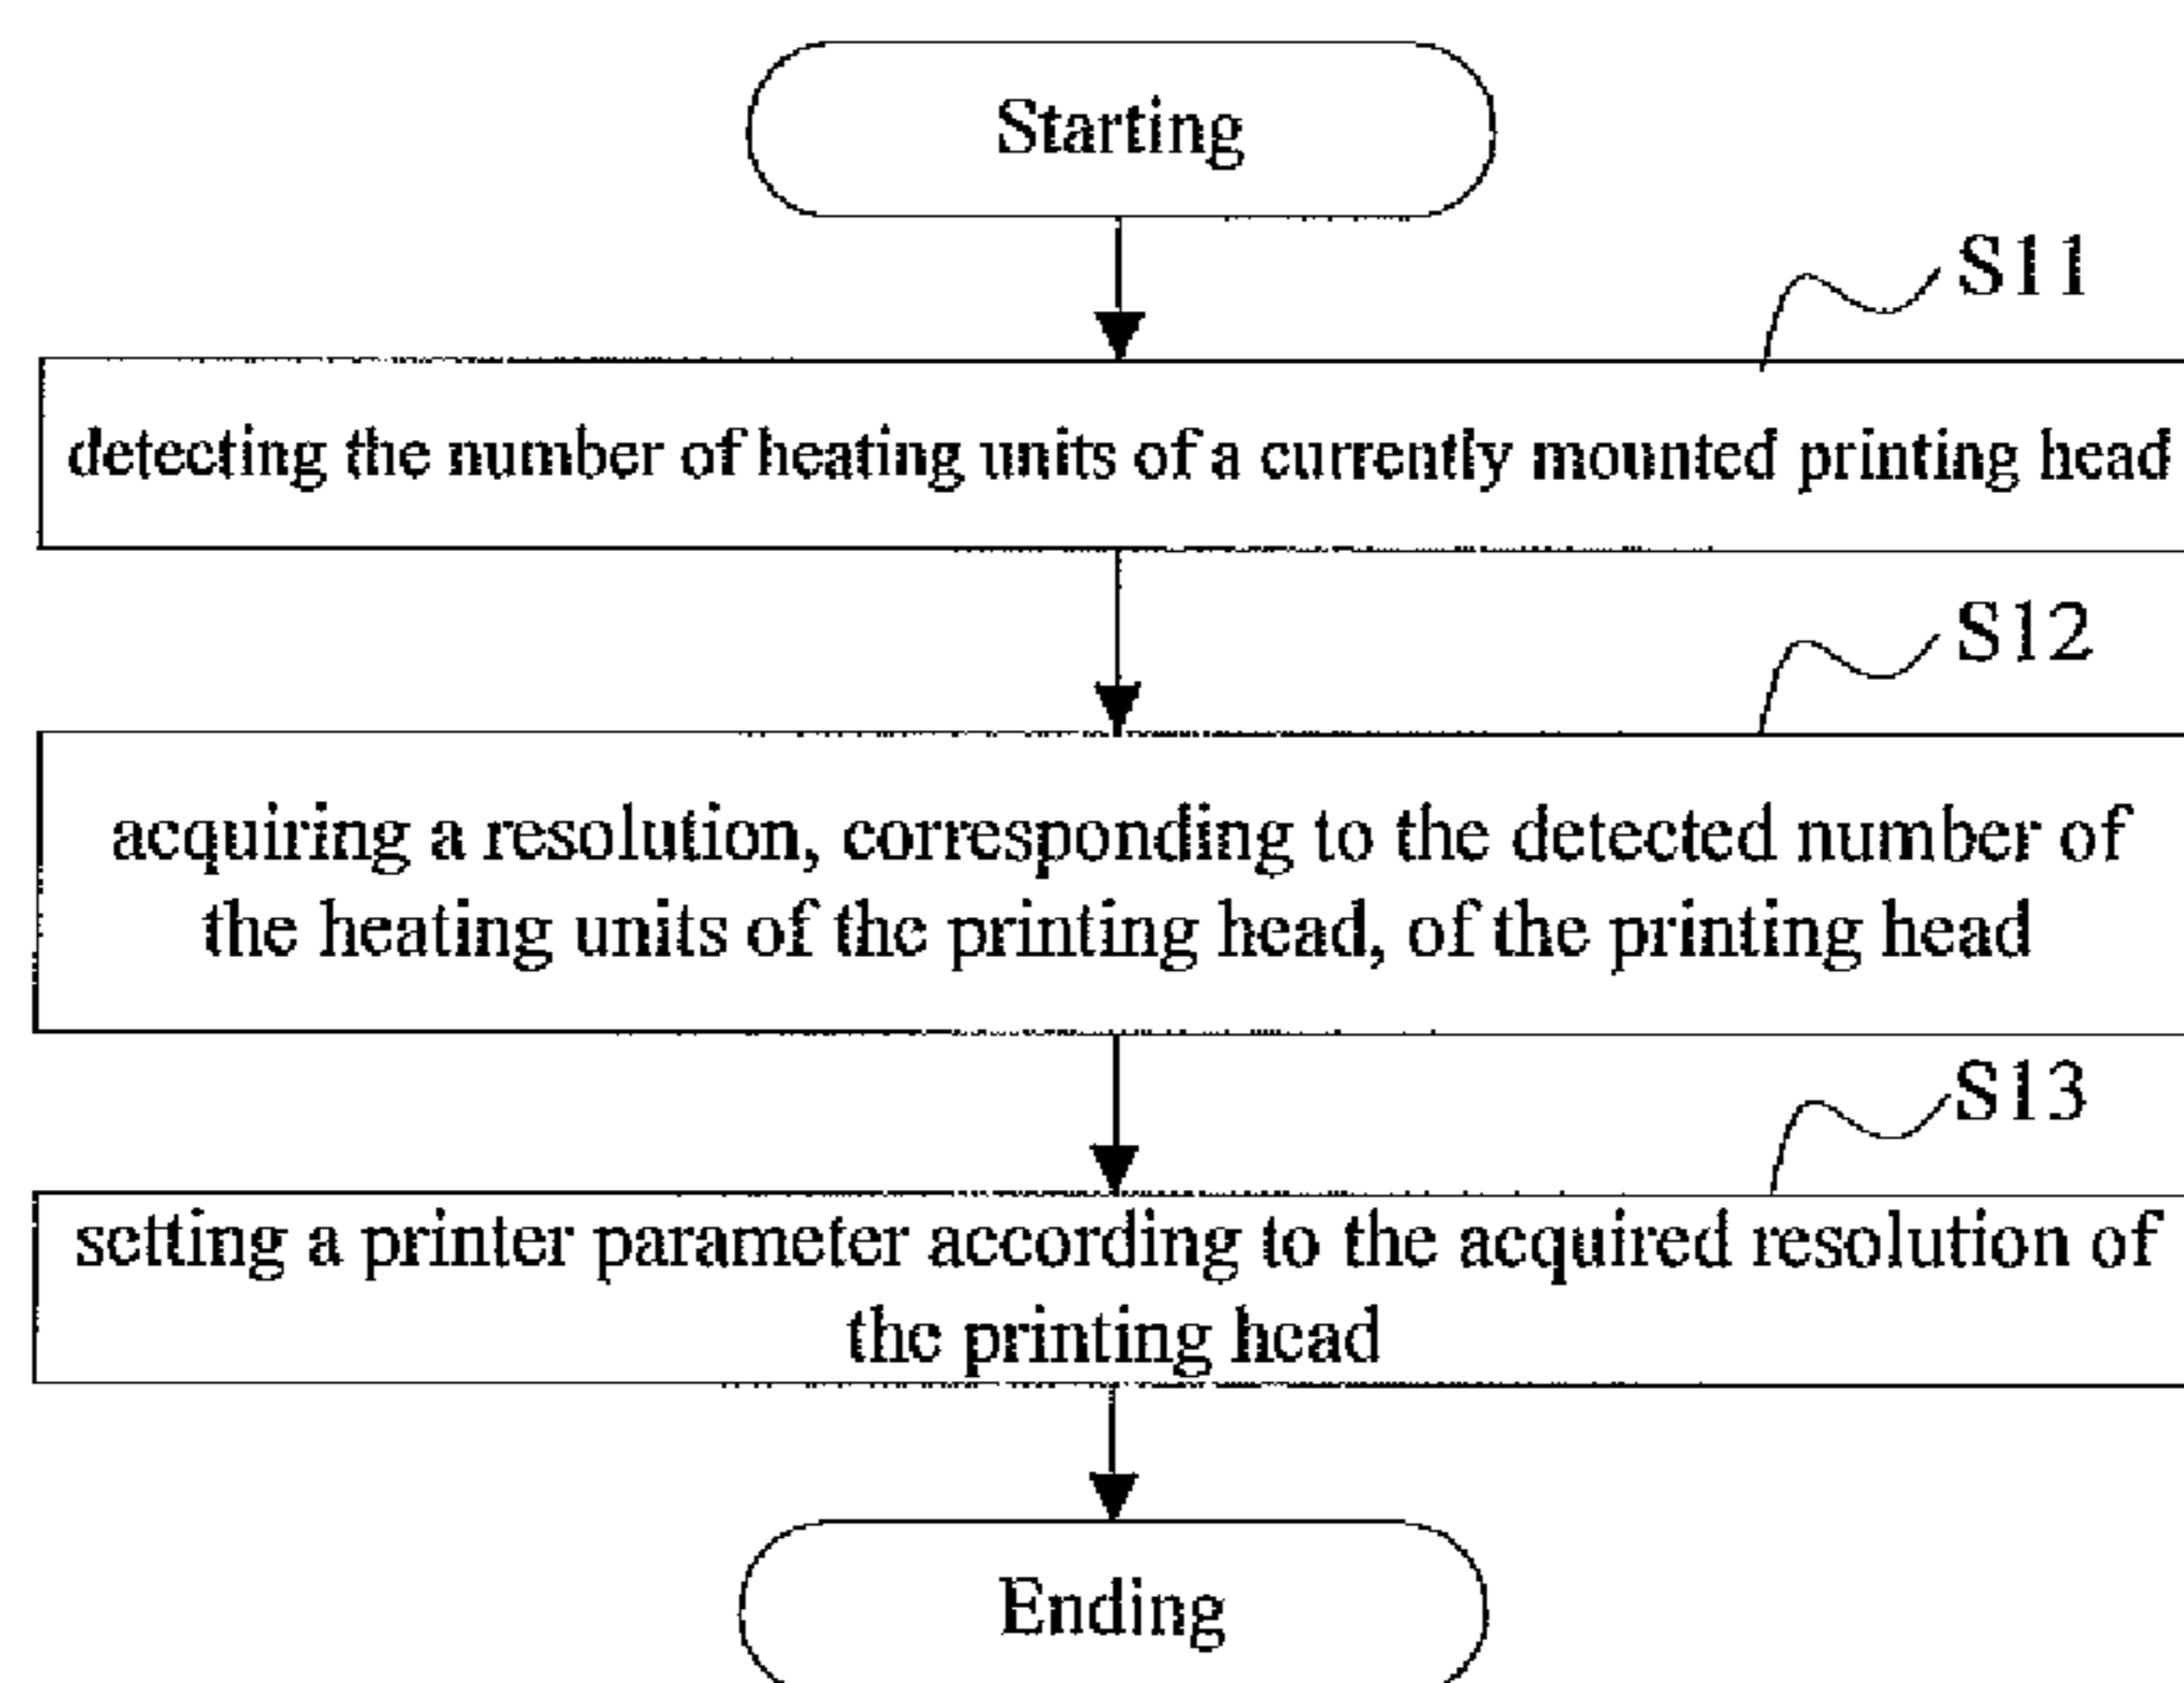 Starting
S11
detecting the number of heating units of a currently mounted printing head
S12
acquiring a resolution, corresponding to the detected number of
the heating units of the printing head, of the printing head
S13
setting a printer parameter according to the acquired resolution of
the printing head
Ending